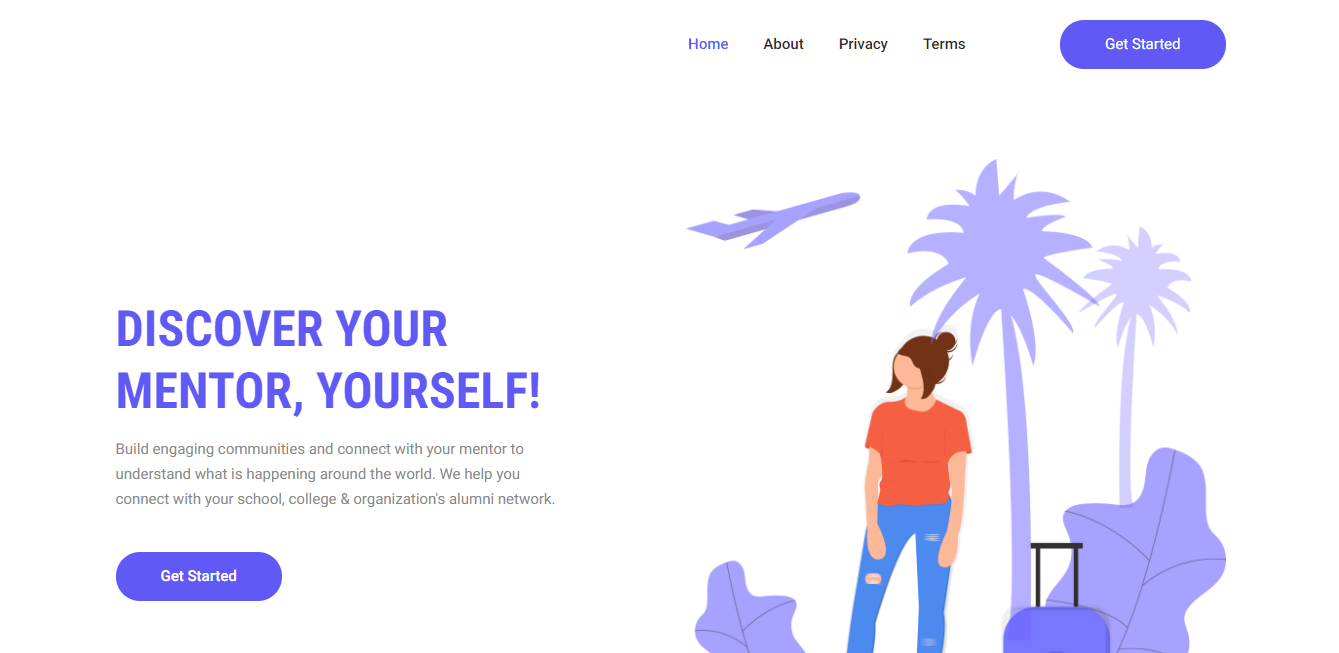 Home About Privacy Terms Get Started
DISCOVER YOUR
MENTOR, YOURSELF!
Build engaging communities and connect with your mentor to
understand what is happening around the world. We help you
connect with your school, college & organization's alumni network.
Get Started